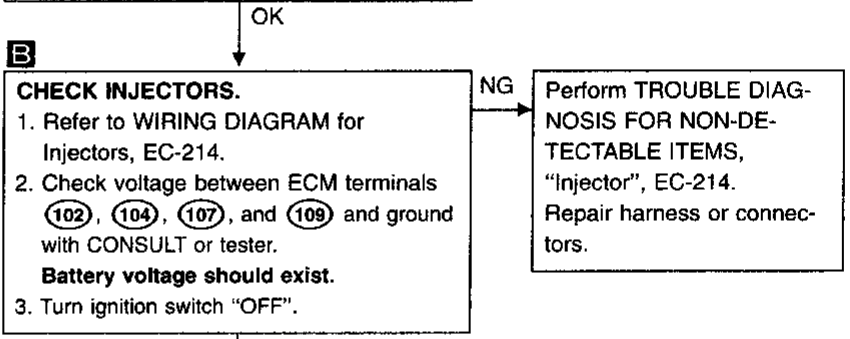 OK
B
CHECK INJECTORS.
1. Refer to WIRING DIAGRAM for
Injectors, EC-214.
2. Check voltage between ECM terminals
102, 104, 107, and 109 and ground
with CONSULT or tester.
Battery voltage should exist.
3. Turn ignition switch "OFF".
NG
Perform TROUBLE DIAG-
NOSIS FOR NON-DE-
TECTABLE ITEMS,
"Injector", EC-214.
Repair harness or connec-
tors.